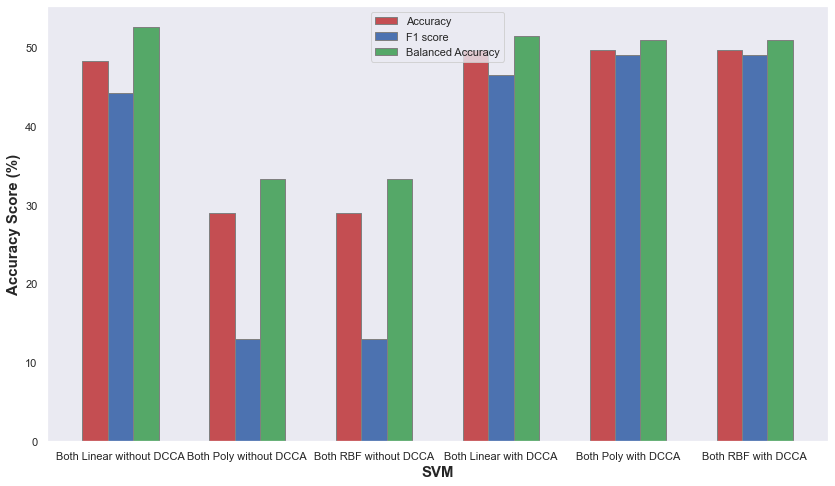 Accuracy
F1 score
Balanced Accuracy
Accuracy Score (%)
50
40
30
20
10
0
Both Linear without DCCA
Both Poly without DCCA
Both RBF without DCCA
Both Linear with DCCA
Both Poly with DCCA
Both RBF with DCCA
SVM